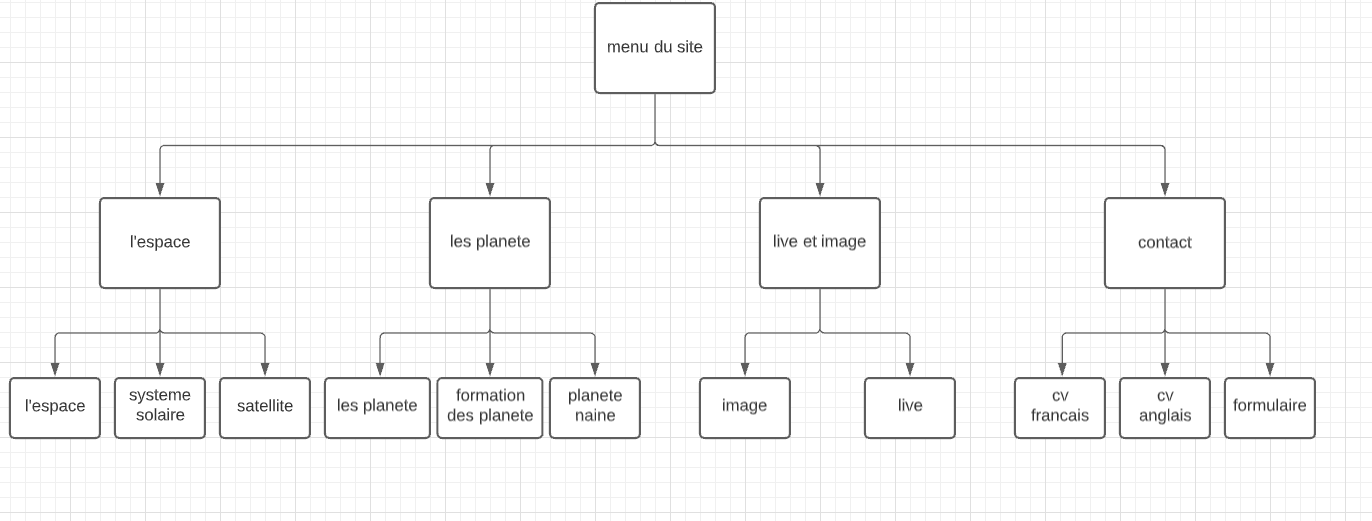 menu du site
l'espace
les planete
live et image
contact
l'espace
systeme
solaire
satellite
les planete
formation
des planete
planete
naine
image
live
cv
francais
cv
anglais
formulaire